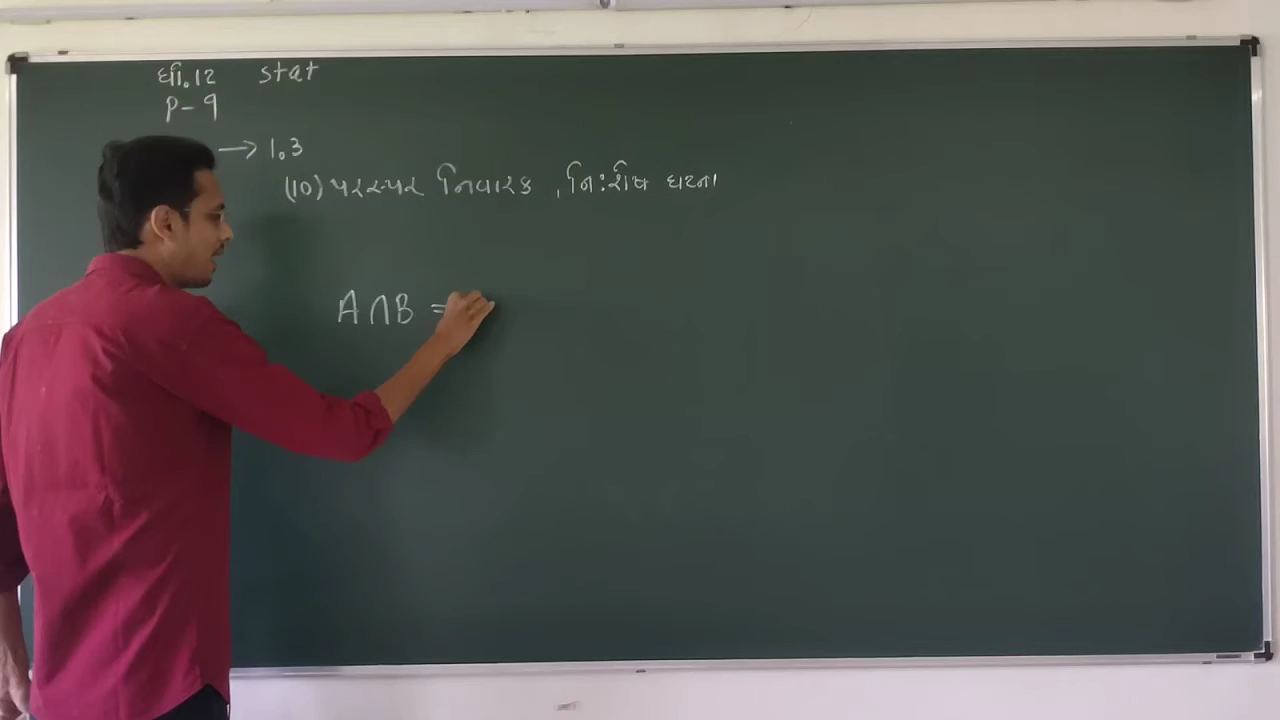 ધો.12 stat
P-9
→ 1.3
(10) પરસ્પર નિવારક, નિ:શેષ ઘટના
A∩B =